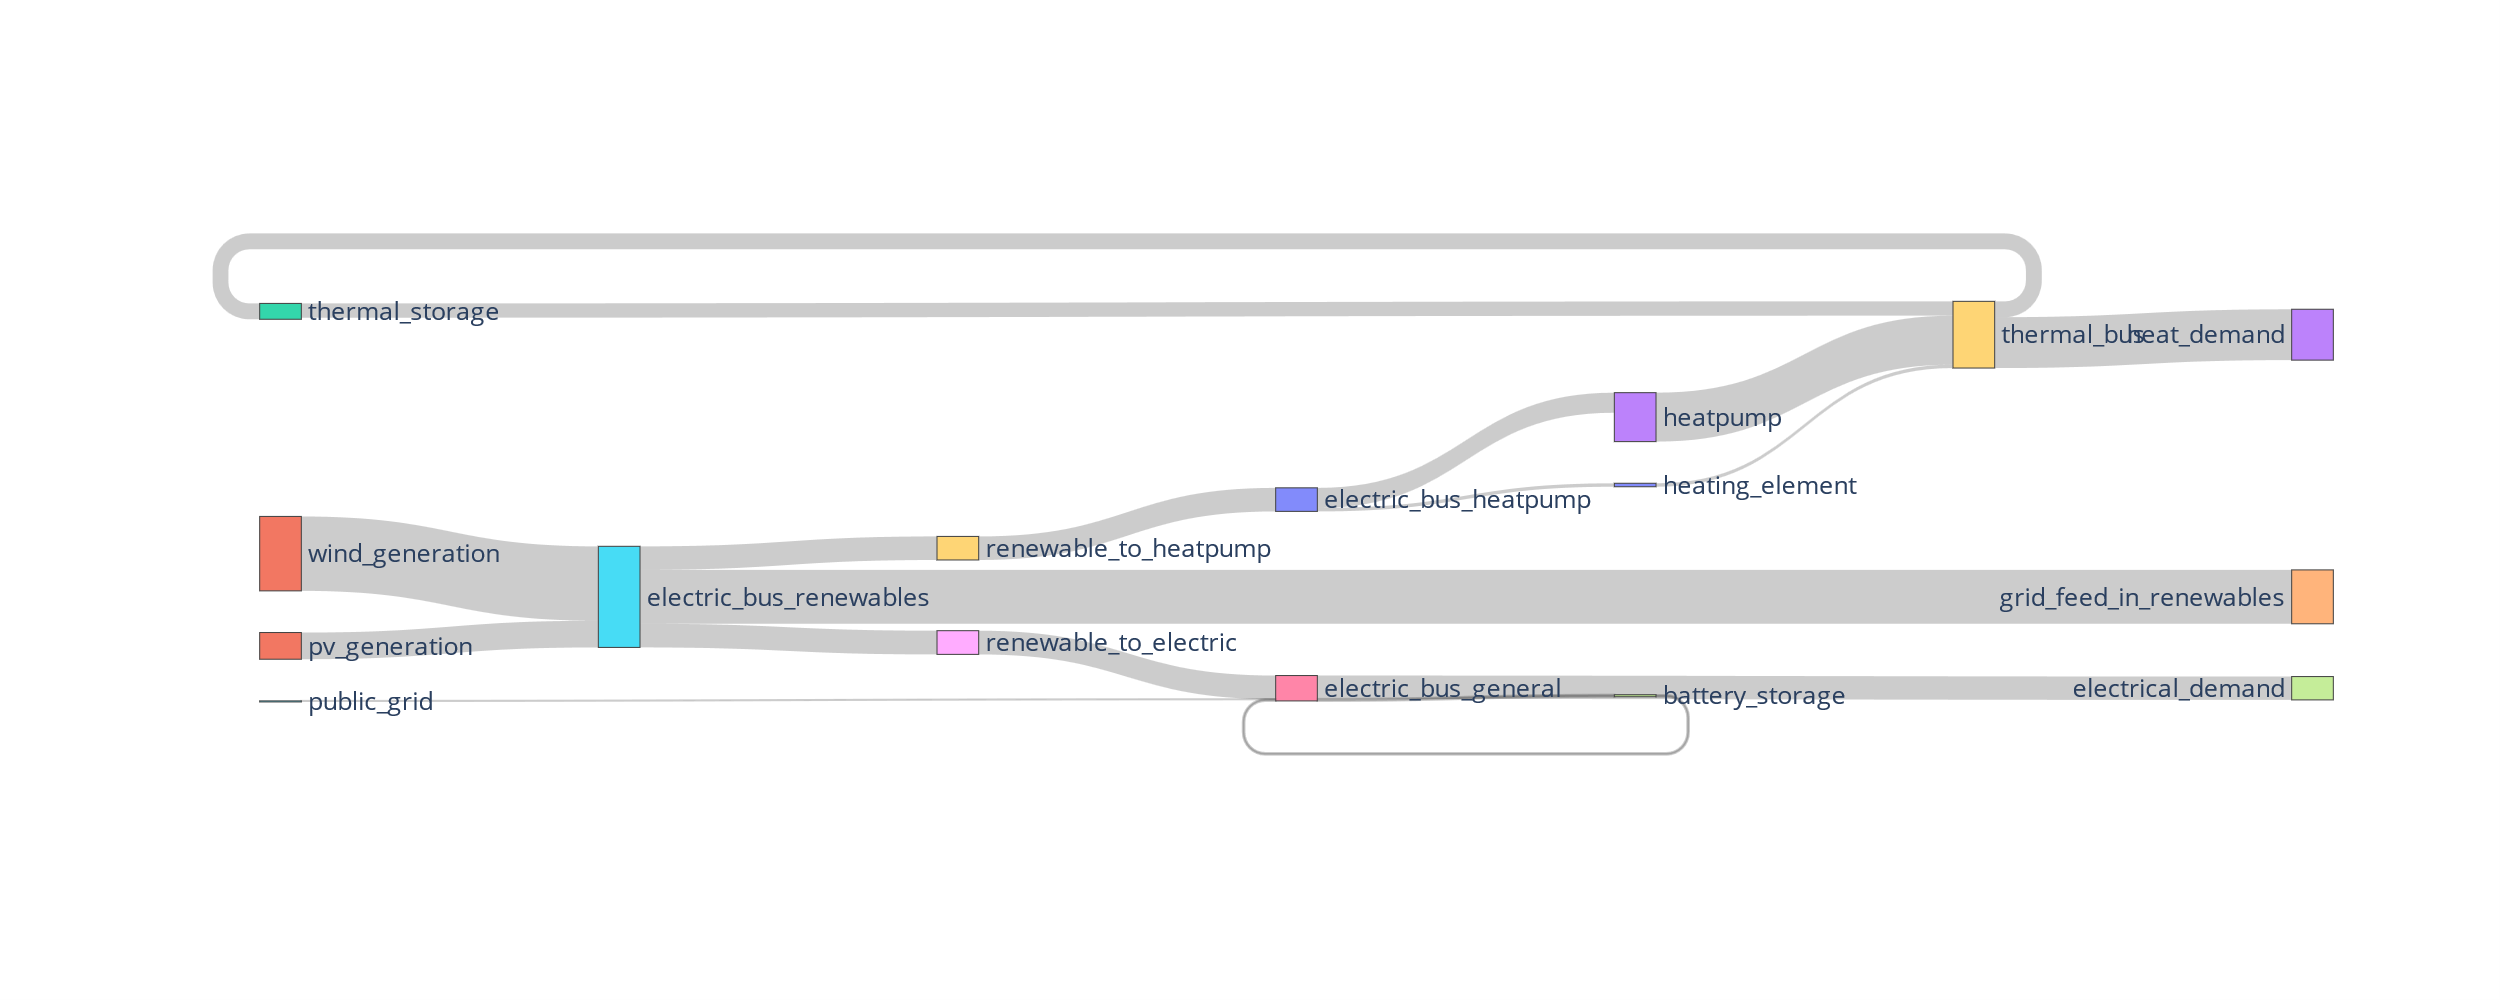 thermal_storage
thermal_bus
heat_demand
heatpump
heating_element
electric_bus_heatpump
wind_generation
renewable_to_heatpump
electric_bus_renewables
grid_feed_in_renewables
pv_generation
renewable_to_electric
electric_bus_general
electrical_demand
battery_storage
public_grid